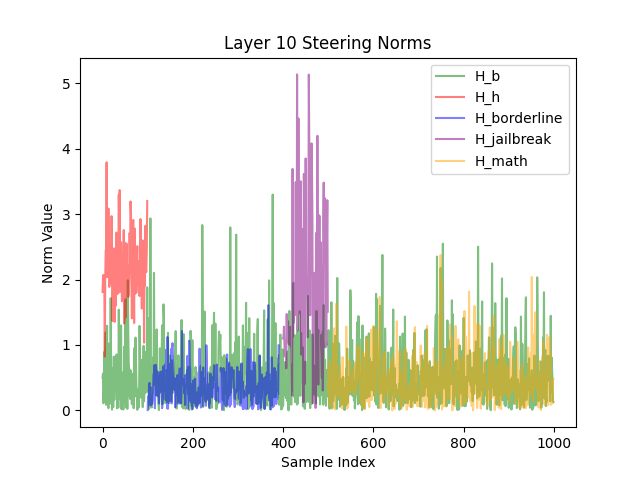 Layer 10 Steering Norms
H_b
H_h
H_borderline
H_jailbreak
H_math
Norm Value
5
4
3
2
1
0
0 200 400 600 800 1000
Sample Index